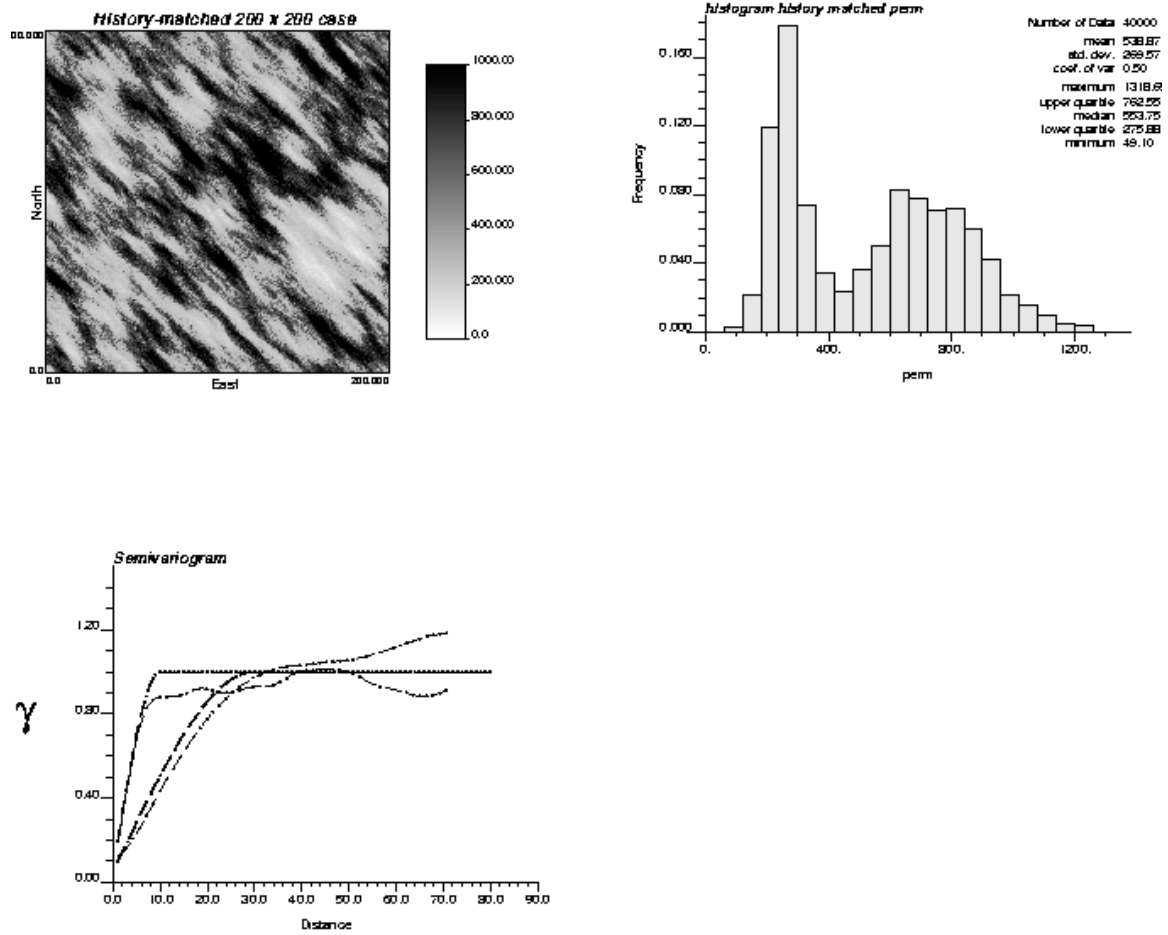 History-matched 200 x 200 case
00.000
North
0.0
0.0
East
200.000
1000.00
800.000
600.000
400.000
200.000
0.0
histogram history matched perm
Frequency
0.160
0.120
0.080
0.040
0.000
0.
400.
800.
1200.
perm
Number of Data 40000
mean 538.87
std. dev. 269.57
coef. of var 0.50
maximum
upper quartile 762.55
median 553.75
lower quartile 275.88
minimum 49.10
Semivariogram
γ
1.20
0.80
0.40
0.00
0.0
10.0
20.0
30.0
40.0
50.0
60.0
70.0
80.0
90.0
Distance